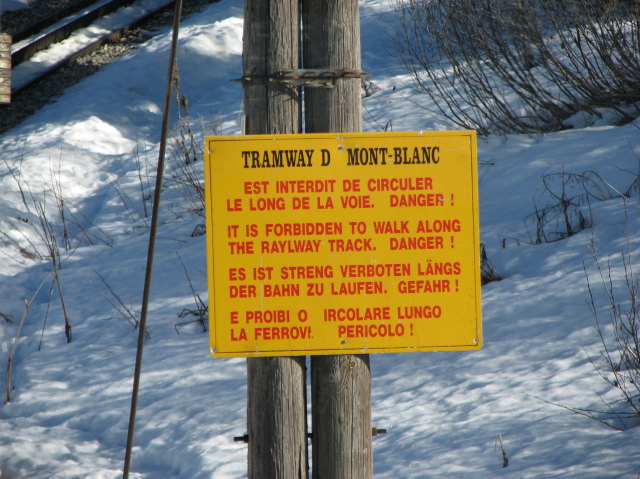 TRAMWAY D MONT-BLANC
EST INTERDIT DE CIRCULER
LE LONG DE LA VOIE. DANGER !
IT IS FORBIDDEN TO WALK ALONG
THE RAYLWAY TRACK. DANGER !
ES IST STRENG VERBOTEN LÄNGS
DER BAHN ZU LAUFEN. GEFAHR !
E PROIBI O IRCOLARE LUNGO
LA FERROVI. PERICOLO !